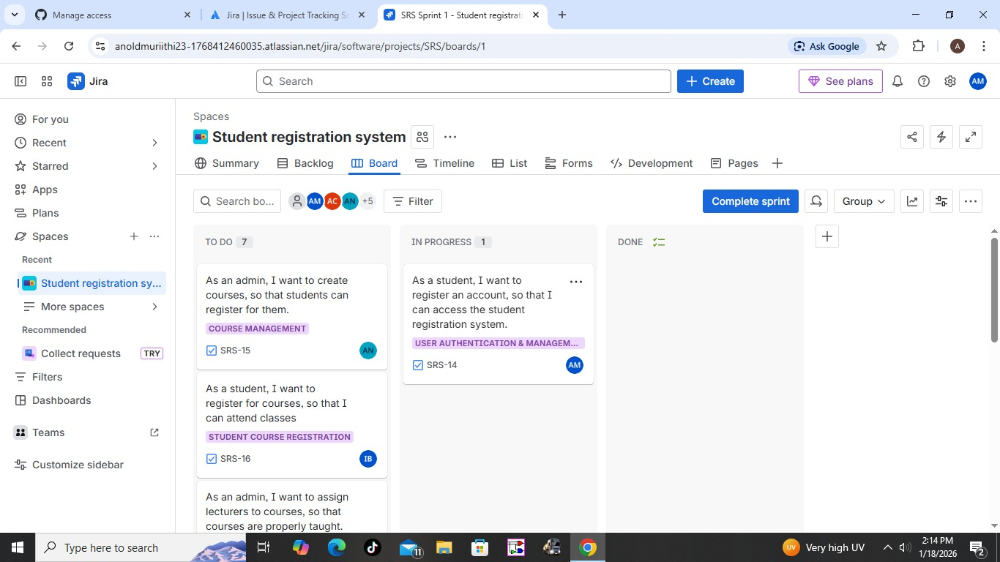 Manage access
Jira | Issue & Project Tracking So
SRS Sprint 1 - Student registrati
anoldmuriithi23-1768412460035.atlassian.net/jira/software/projects/SRS/boards/1
Ask Google
A
Jira
Search
Create
See plans
AM
For you
Recent
Starred
Apps
Plans
Spaces
Recent
Student registration sy...
More spaces
Recommended
Collect requests
TRY
Filters
Dashboards
Teams
Customize sidebar
Spaces
Student registration system
Summary
Backlog
Board
Timeline
List
Forms
Development
Pages
Search bo...
AM
AC
AN
+5
Filter
Complete sprint
Group
TO DO 7
As an admin, I want to create
courses, so that students can
register for them.
COURSE MANAGEMENT
SRS-15
AN
As a student, I want to
register for courses, so that I
can attend classes
STUDENT COURSE REGISTRATION
SRS-16
IB
As an admin, I want to assign
lecturers to courses, so that
courses are properly taught.
IN PROGRESS 1
As a student, I want to
register an account, so that I
can access the student
registration system.
USER AUTHENTICATION & MANAGEM...
SRS-14
AM
DONE
Type here to search
11
UV
Very high UV
2:14 PM
1/18/2026
2